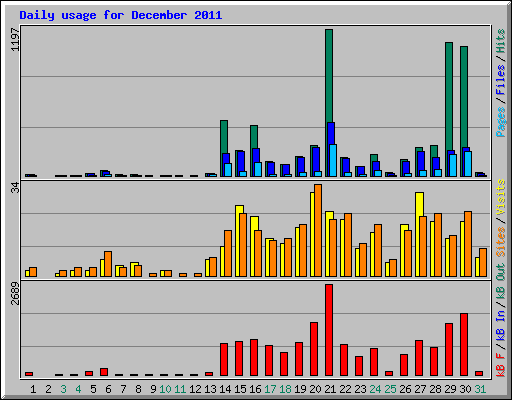 Daily usage for December 2011
1197
34
2689
Pages / Files / Hits
Sites / Visits
kB F / kB In / kB Out
1 2 3 4 5 6 7 8 9 10 11 12 13 14 15 16 17 18 19 20 21 22 23 24 25 26 27 28 29 30 31